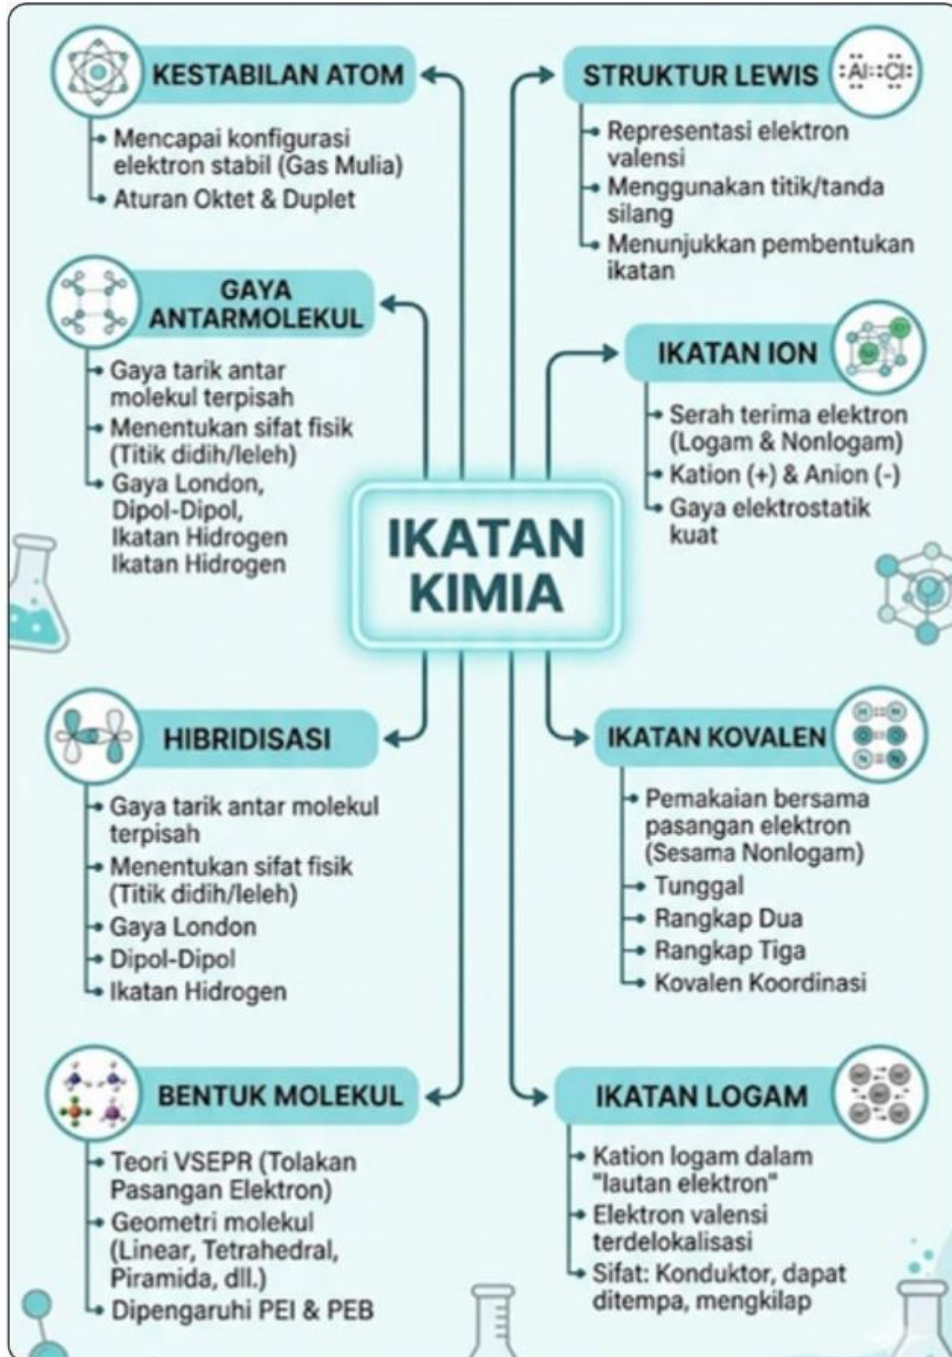 KESTABILAN ATOM
Mencapai konfigurasi
elektron stabil (Gas Mulia)
Aturan Oktet & Duplet
GAYA
ANTARMOLEKUL
Gaya tarik antar
molekul terpisah
Menentukan sifat fisik
(Titik didih/leleh)
Gaya London,
Dipol-Dipol,
Ikatan Hidrogen
Ikatan Hidrogen
STRUKTUR LEWIS
:Al::Cl:
Representasi elektron
valensi
Menggunakan titik/tanda
silang
Menunjukkan pembentukan
ikatan
IKATAN ION
Serah terima elektron
(Logam & Nonlogam)
Kation (+) & Anion (-)
Gaya elektrostatik
kuat
IKATAN
KIMIA
HIBRIDISASI
Gaya tarik antar molekul
terpisah
Menentukan sifat fisik
(Titik didih/leleh)
Gaya London
Dipol-Dipol
Ikatan Hidrogen
BENTUK MOLEKUL
Teori VSEPR (Tolakan
Pasangan Elektron)
Geometri molekul
(Linear, Tetrahedral,
Piramida, dll.)
Dipengaruhi PEI & PEB
IKATAN KOVALEN
Pemakaian bersama
pasangan elektron
(Sesama Nonlogam)
Tunggal
Rangkap Dua
Rangkap Tiga
Kovalen Koordinasi
IKATAN LOGAM
Kation logam dalam
"lautan elektron"
Elektron valensi
terdelokalisasi
Sifat: Konduktor, dapat
ditempa, mengkilap